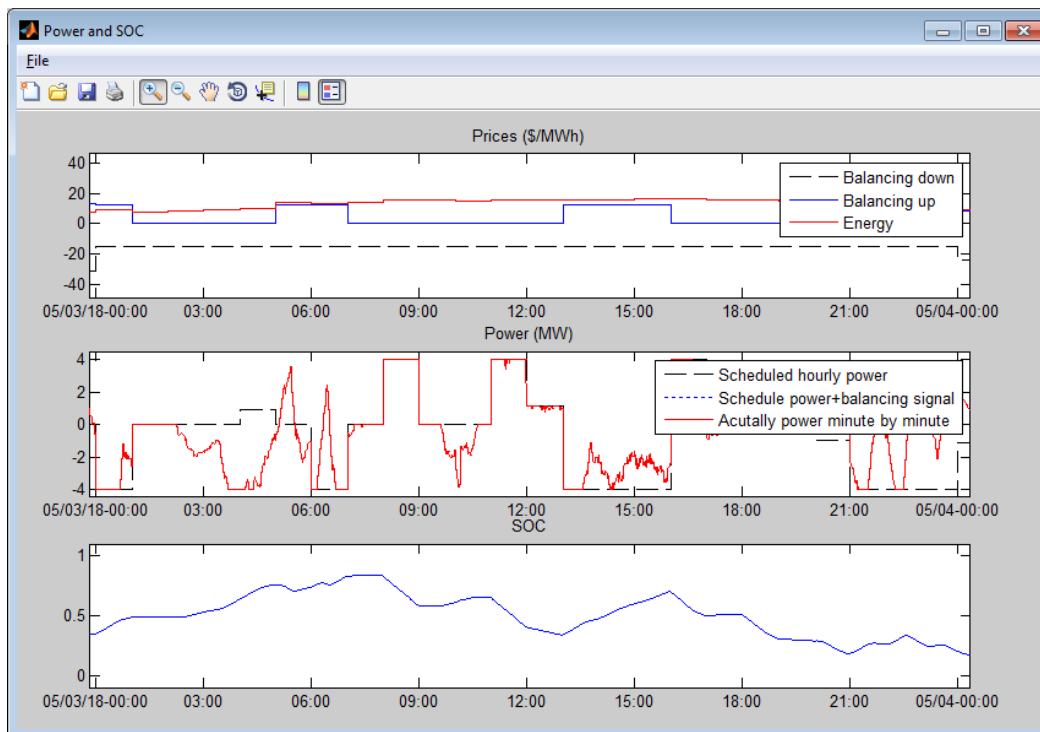 Power and SOC
File
Prices ($/MWh)
40
20
0
-20
-40
Balancing down
Balancing up
Energy
05/03/18-00:00 03:00 06:00 09:00 12:00 15:00 18:00 21:00 05/04-00:00
Power (MW)
4
2
0
-2
-4
Scheduled hourly power
Schedule power+balancing signal
Acutally power minute by minute
05/03/18-00:00 03:00 06:00 09:00 12:00 15:00 18:00 21:00 05/04-00:00
SOC
1
0.5
0
05/03/18-00:00 03:00 06:00 09:00 12:00 15:00 18:00 21:00 05/04-00:00